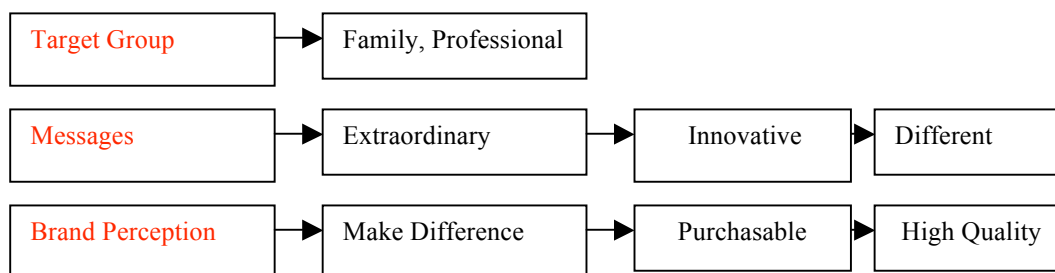 Target Group Family, Professional
Messages Extraordinary Innovative Different
Brand Perception Make Difference Purchasable High Quality